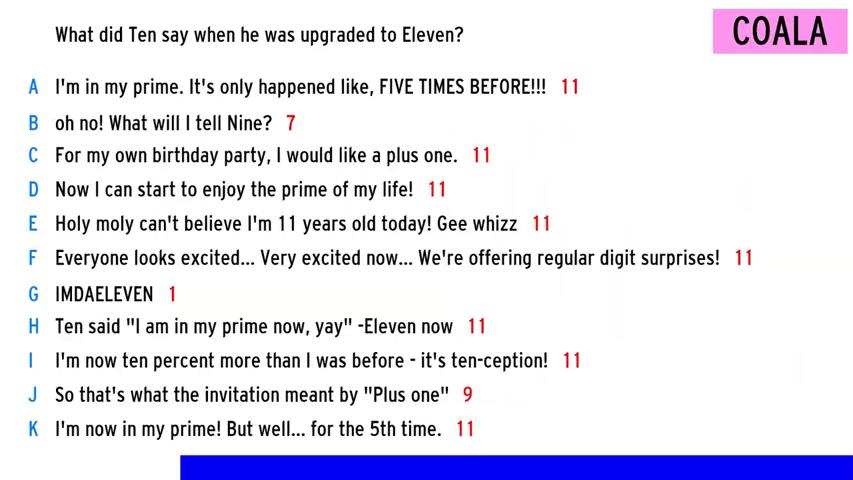 What did Ten say when he was upgraded to Eleven?
COALA
A I'm in my prime. It's only happened like, FIVE TIMES BEFORE!!! 11
B oh no! What will I tell Nine? 7
C For my own birthday party, I would like a plus one. 11
D Now I can start to enjoy the prime of my life! 11
E Holy moly can't believe I'm 11 years old today! Gee whizz 11
F Everyone looks excited... Very excited now... We're offering regular digit surprises! 11
G IMDAELEVEN 1
H Ten said "I am in my prime now, yay" -Eleven now 11
I I'm now ten percent more than I was before - it's ten-ception! 11
J So that's what the invitation meant by "Plus one" 9
K I'm now in my prime! But well... for the 5th time. 11